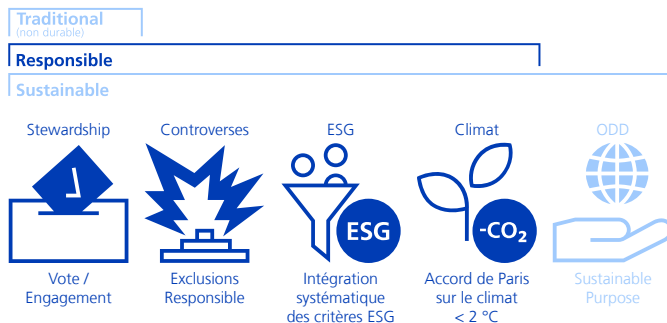 Traditional
(non durable)
Responsible
Sustainable
Stewardship
Controverses
ESG
Climat
ODD
ESG
-CO₂
Vote /
Engagement
Exclusions
Responsible
Intégration
systématique
des critères ESG
Accord de Paris
sur le climat
< 2 °C
Sustainable
Purpose